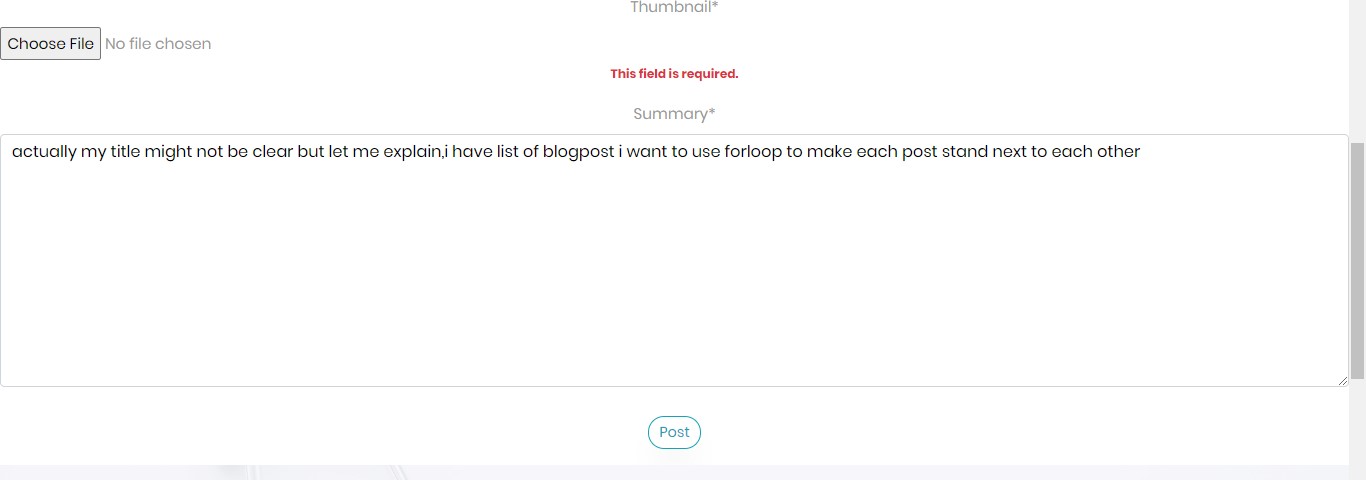 Thumbnail*
Choose File No file chosen
This field is required.
Summary*
actually my title might not be clear but let me explain,i have list of blogpost i want to use forloop to make each post stand next to each other
Post